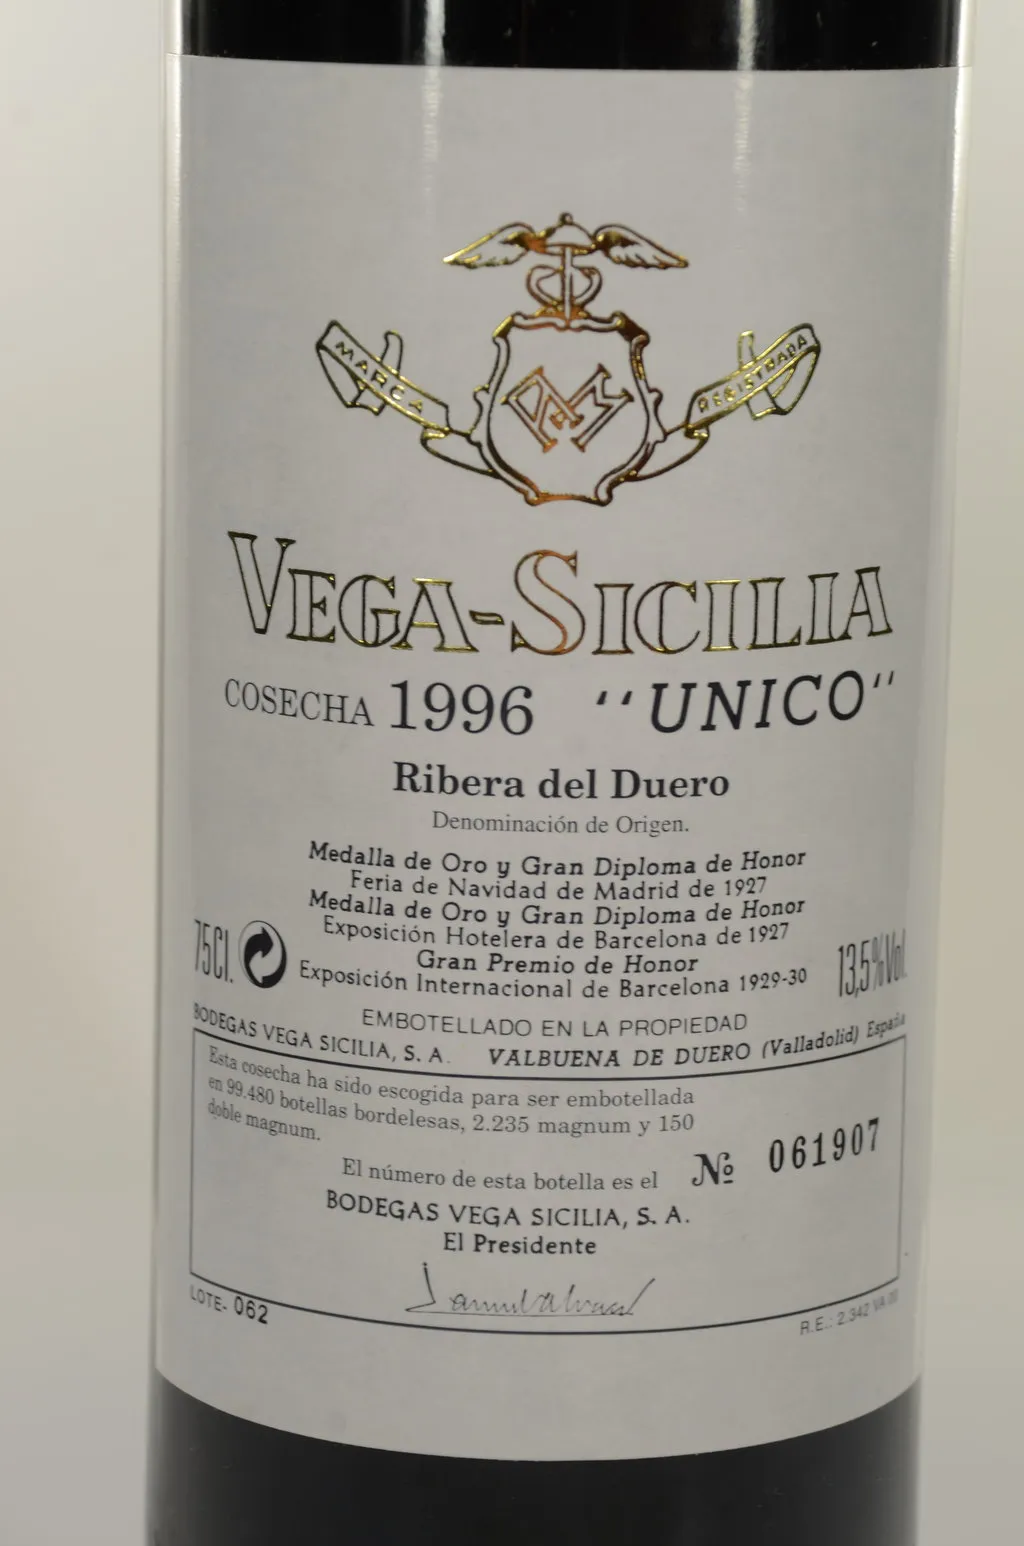 MARCA
REGISTRADA
VEGA-SICILIA
COSECHA 1996 "UNICO"
Ribera del Duero
Denominación de Origen.
Medalla de Oro y Gran Diploma de Honor
Feria de Navidad de Madrid de 1927
Medalla de Oro y Gran Diploma de Honor
Exposición Hotelera de Barcelona de 1927
Gran Premio de Honor
Exposición Internacional de Barcelona 1929-30
75Cl.
13,5%Vol.
EMBOTELLADO EN LA PROPIEDAD
BODEGAS VEGA SICILIA, S. A. VALBUENA DE DUERO (Valladolid) España
Esta cosecha ha sido escogida para ser embotellada
en 99.480 botellas bordelesas, 2.235 magnum y 150
doble magnum.
El número de esta botella es el Nº 061907
BODEGAS VEGA SICILIA, S. A.
El Presidente
LOTE- 062
R.E.: 2.342 VA